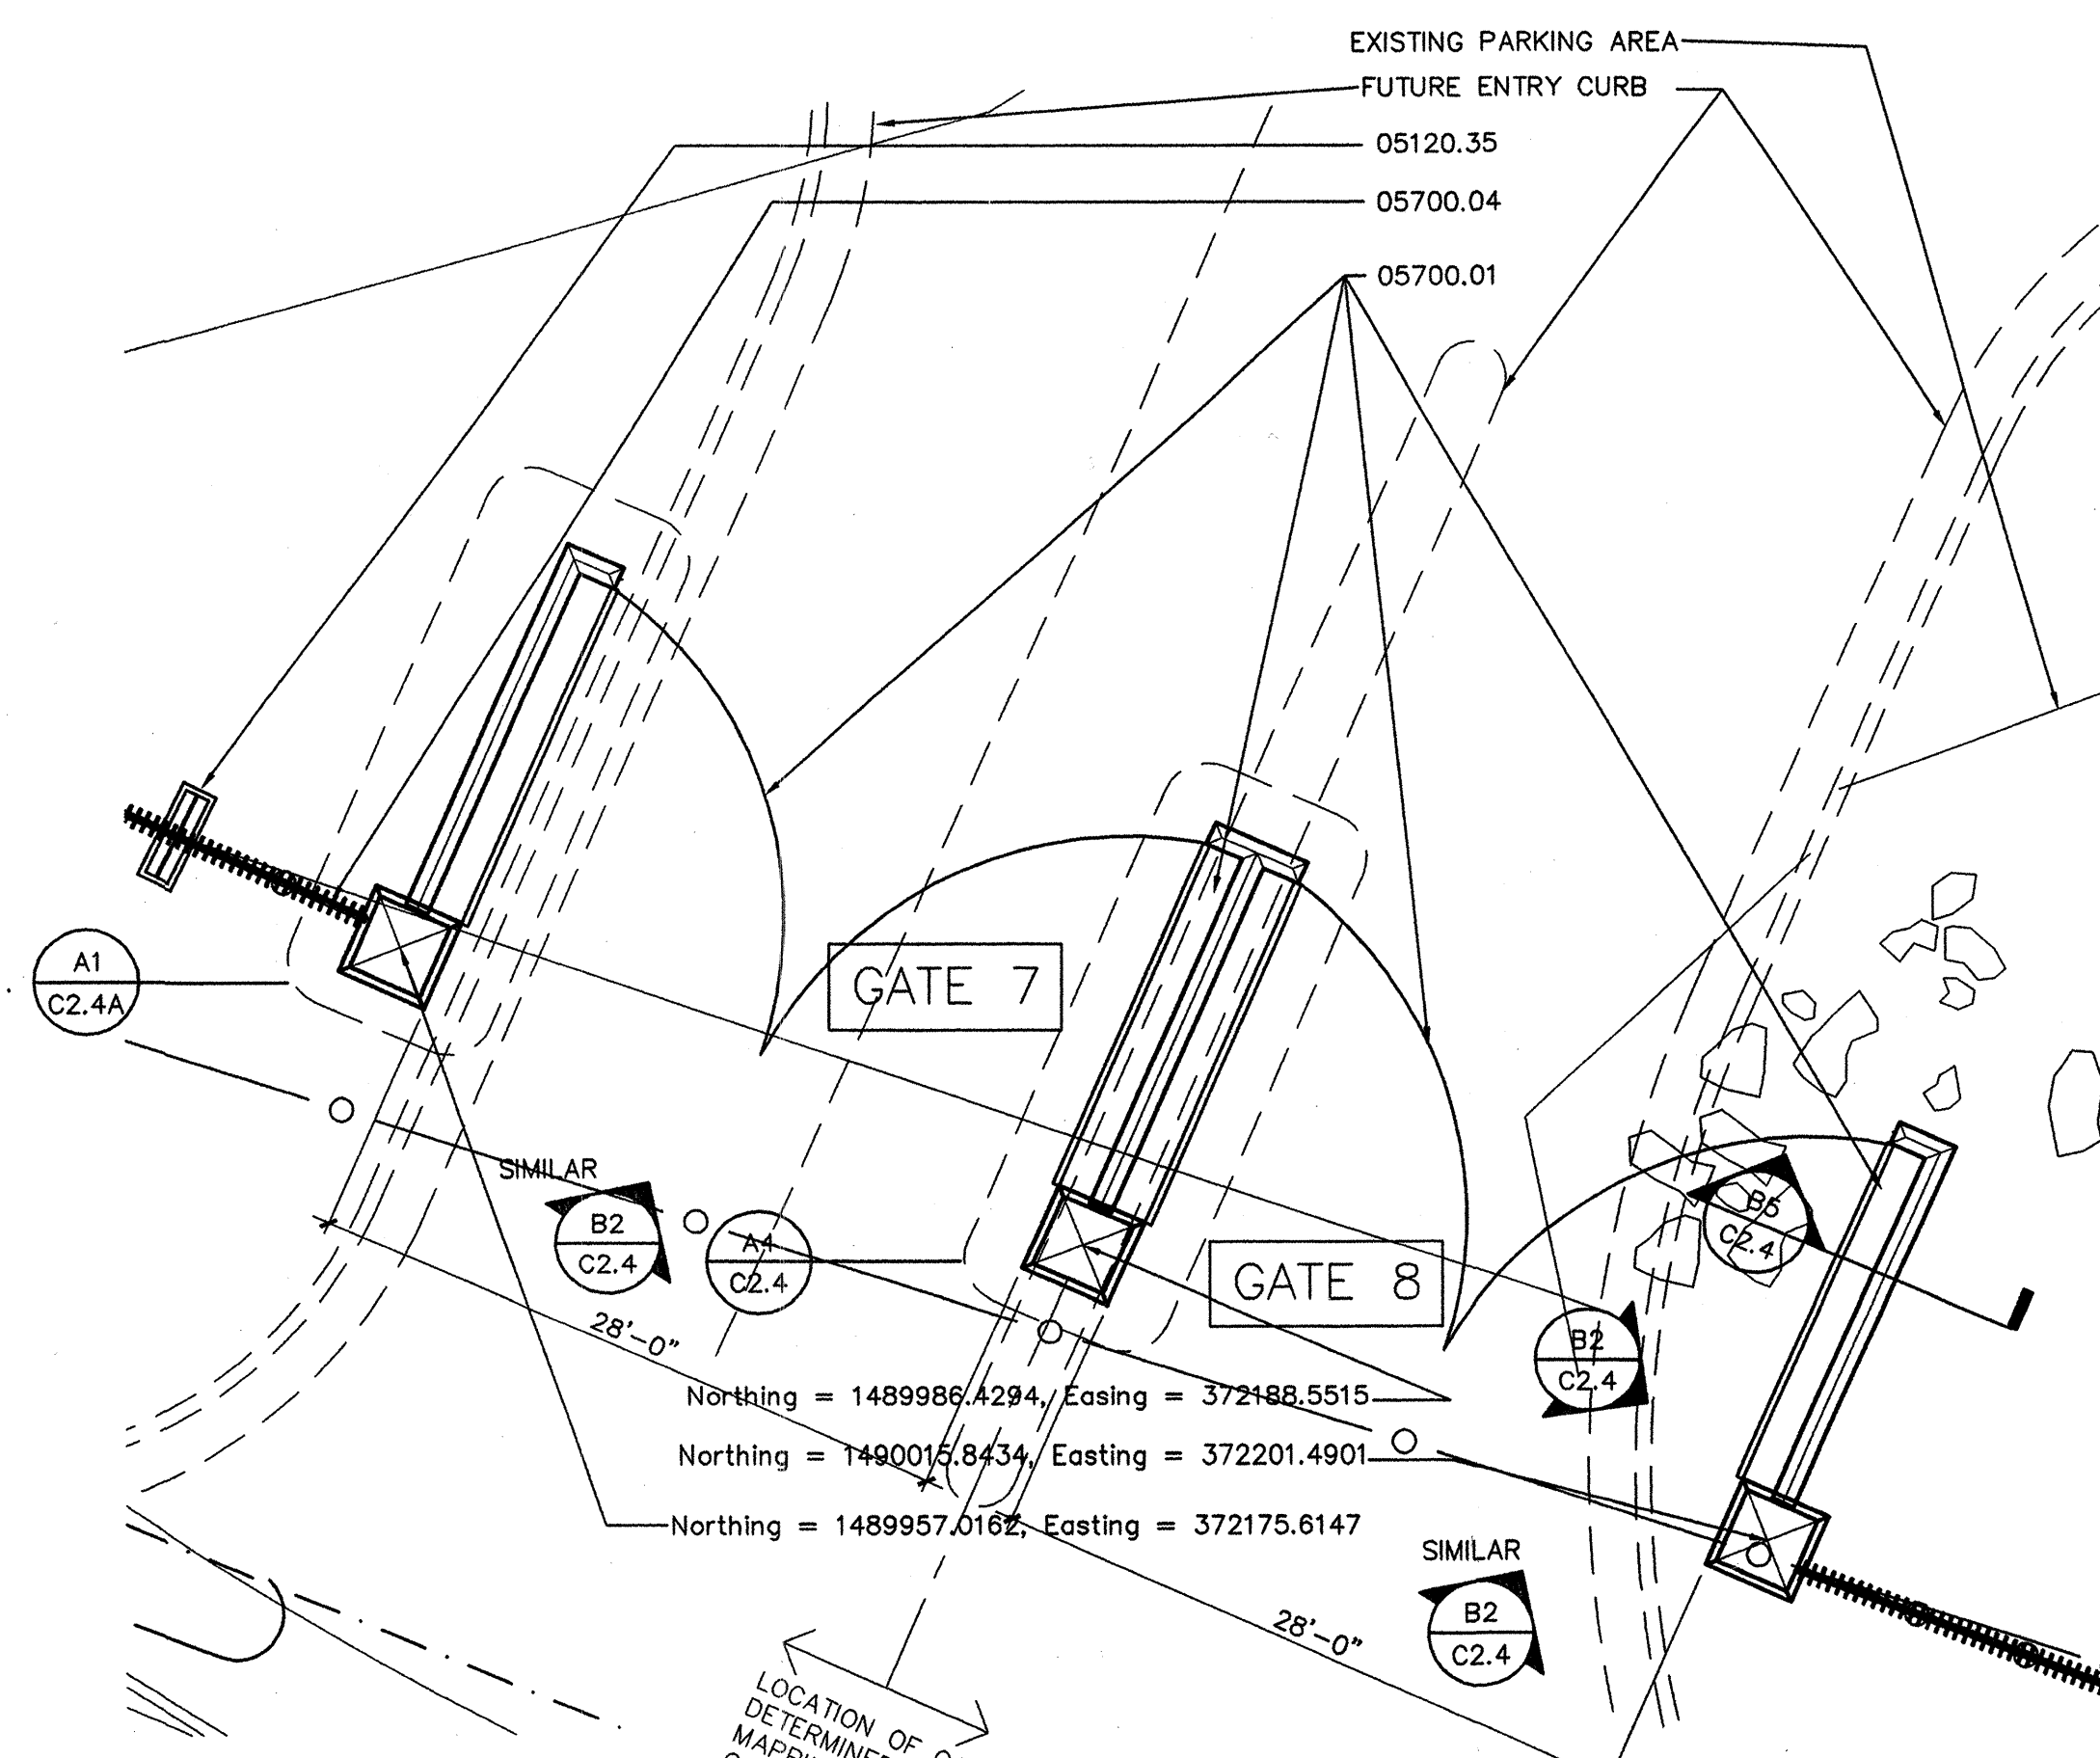 EXISTING PARKING AREA
FUTURE ENTRY CURB
05120.35
05700.04
05700.01
A1
C2.4A
GATE 7
SIMILAR
B2
C2.4
A4
C2.4
B5
C2.4
GATE 8
28'-0"
B2
C2.4
Northing = 1489986.4294, Easing = 372188.5515
Northing = 1490015.8434, Easting = 372201.4901
Northing = 1489957.0162, Easting = 372175.6147
SIMILAR
B2
C2.4
28'-0"
LOCATION OF